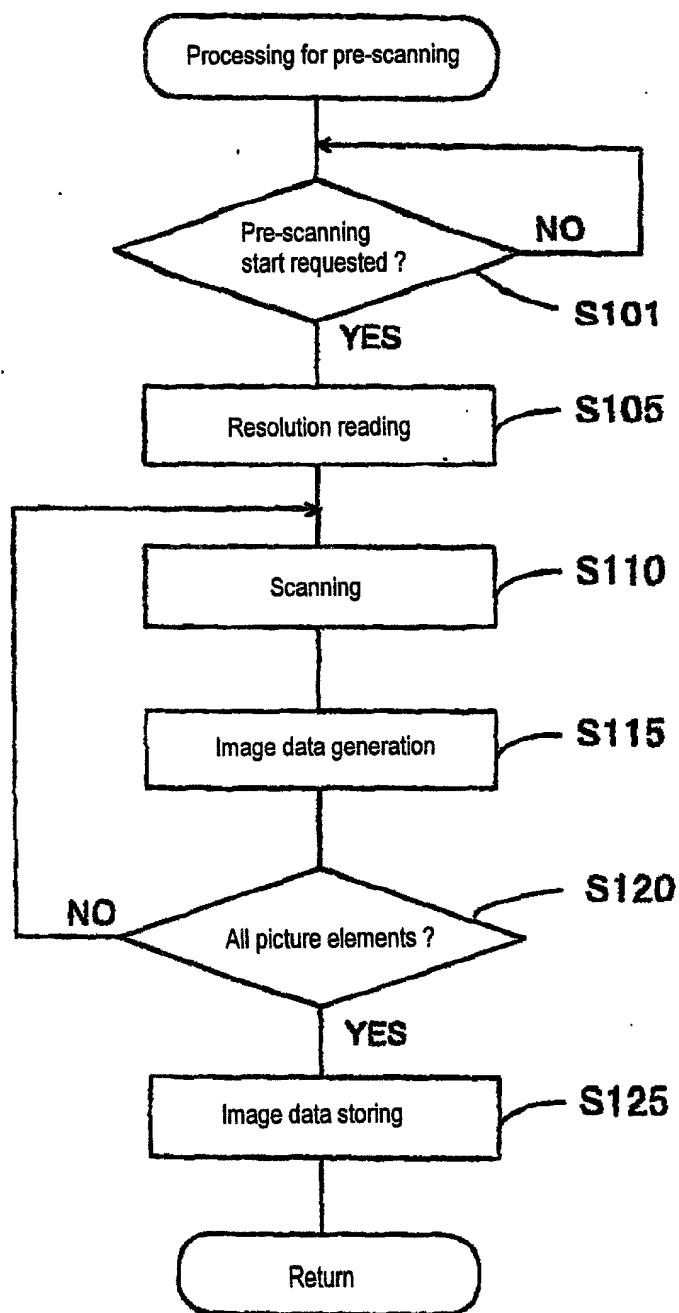 Processing for pre-scanning
Pre-scanning
start requested ?
NO
S101
YES
Resolution reading
S105
Scanning
S110
Image data generation
S115
All picture elements ?
S120
NO
YES
Image data storing
S125
Return